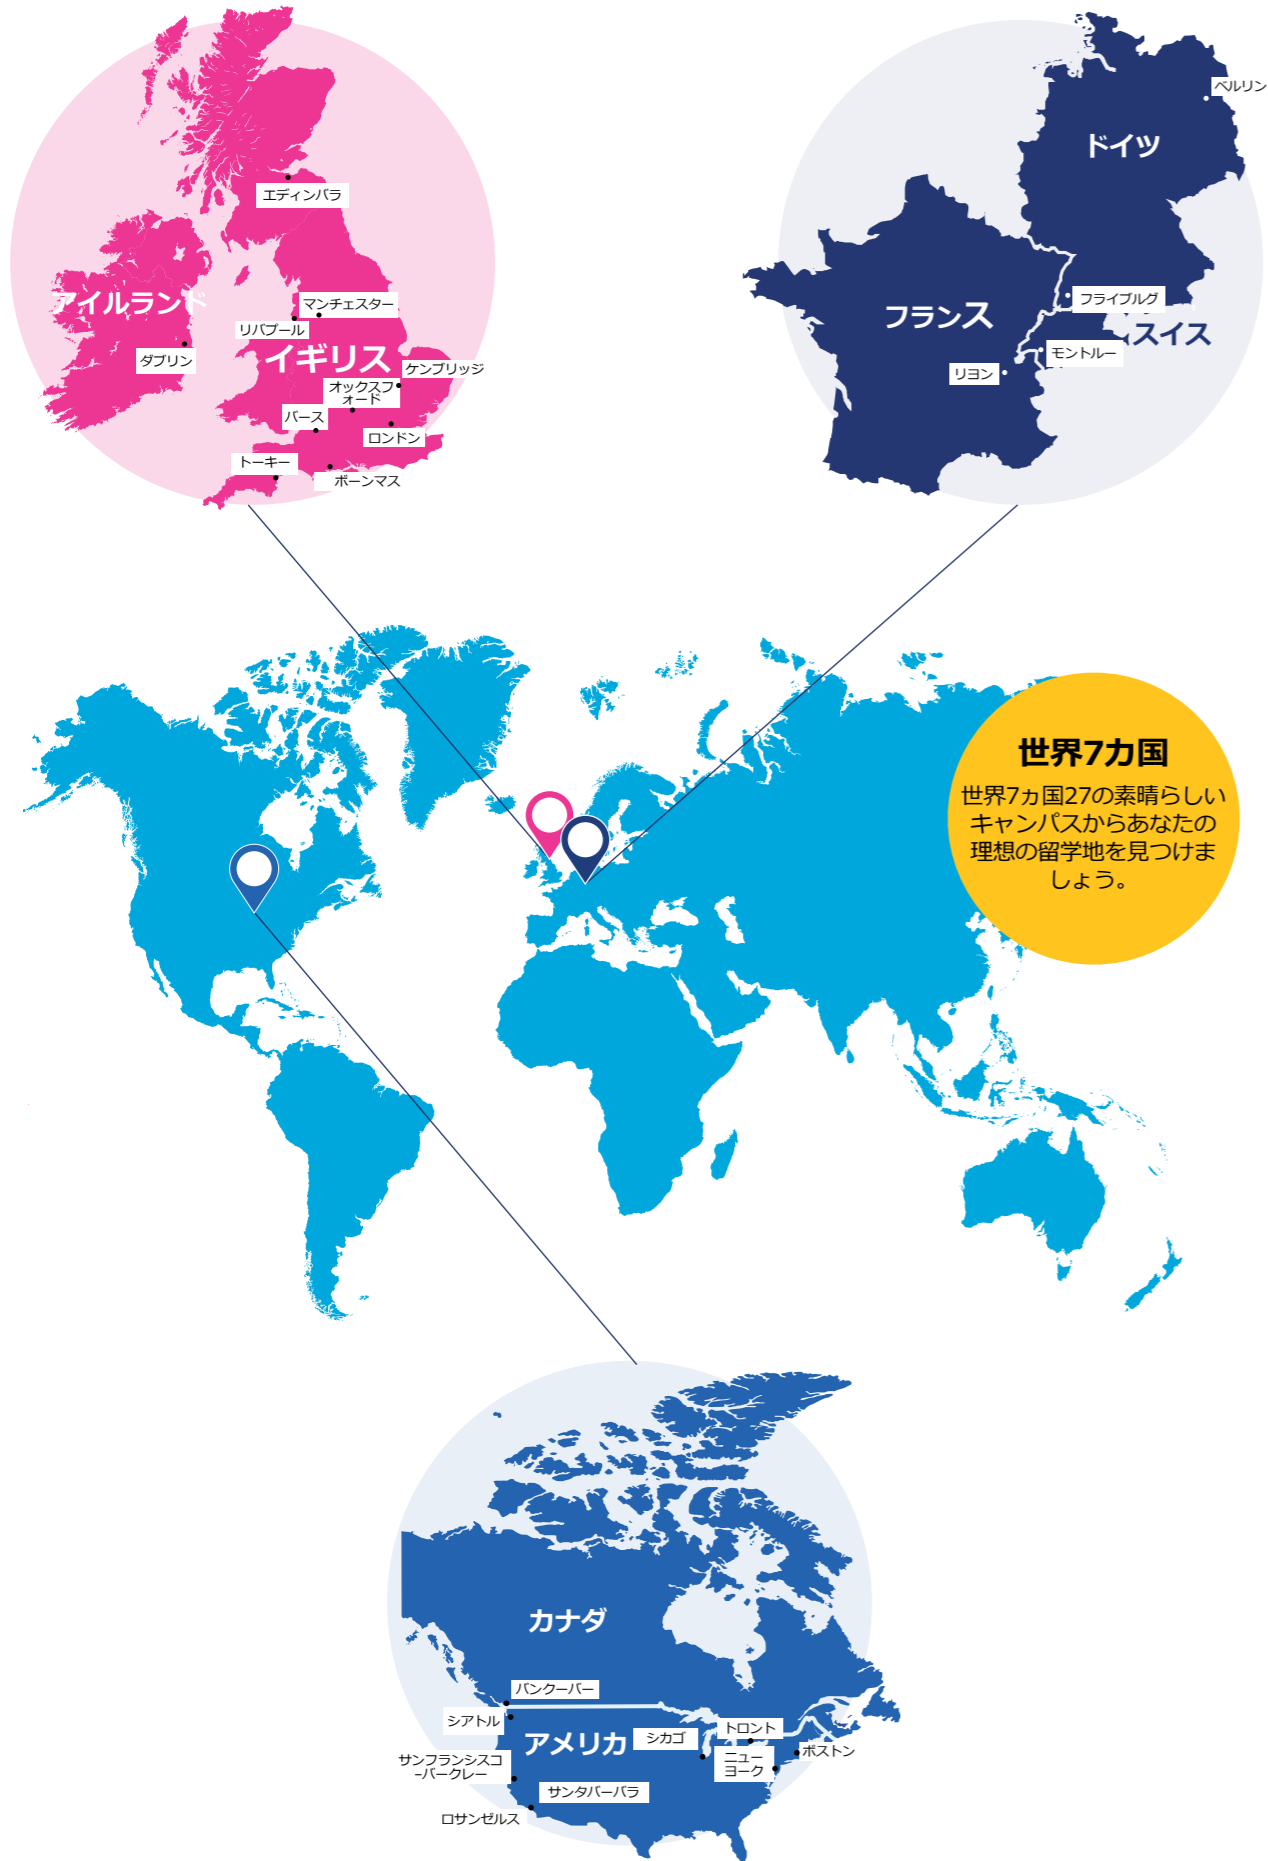 エディンバラ
アイルランド
マンチェスター
リバプール
ダブリン
イギリス
ケンブリッジ
オックスフ
ォード
バース
ロンドン
トーキー
ボーンマス
ベルリン
ドイツ
フライブルグ
フランス
スイス
モントルー
リヨン
世界7カ国
世界7ヵ国27の素晴らしい
キャンパスからあなたの
理想の留学地を見つけま
しょう。
カナダ
バンクーバー
シアトル
アメリカ
シカゴ
トロント
ニュー
ヨーク
ボストン
サンフランシスコ
-バークレー
サンタバーバラ
ロサンゼルス